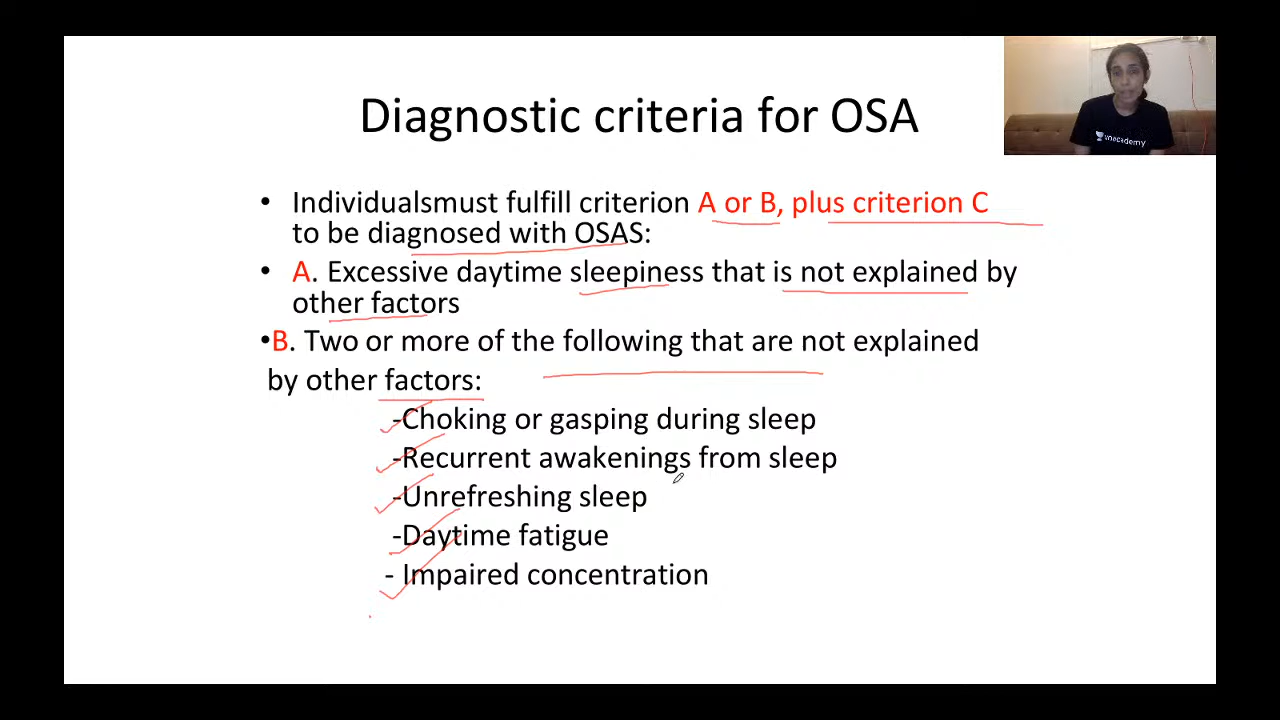 Diagnostic criteria for OSA
unacademy
• Individualsmust fulfill criterion A or B, plus criterion C
to be diagnosed with OSAS:
• A. Excessive daytime sleepiness that is not explained by
other factors
•B. Two or more of the following that are not explained
by other factors:
-Choking or gasping during sleep
-Recurrent awakenings from sleep
-Unrefreshing sleep
-Daytime fatigue
- Impaired concentration